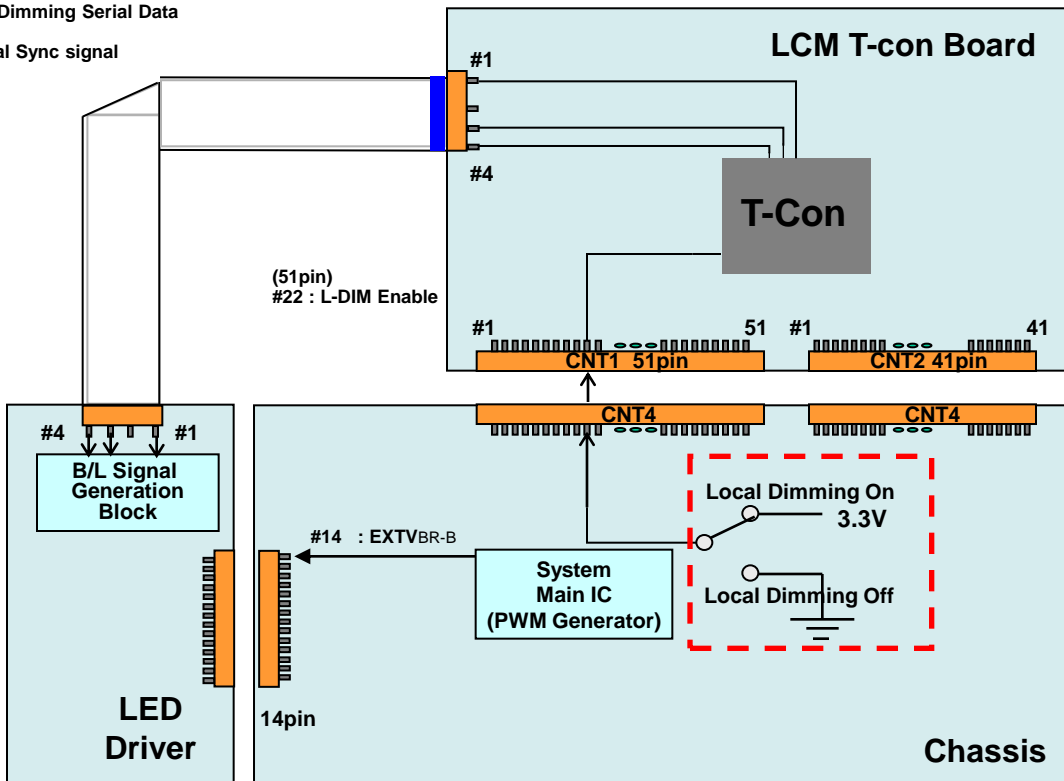 Dimming Serial Data
al Sync signal
LCM T-con Board
#1
#4
T-Con
(51pin)
#22 : L-DIM Enable
#1
51
#1
41
CNT1 51pin
CNT2 41pin
CNT4
CNT4
#4
#1
B/L Signal
Generation
Block
Local Dimming On
3.3V
#14 : EXTVBR-B
System
Main IC
(PWM Generator)
Local Dimming Off
LED
Driver
14pin
Chassis